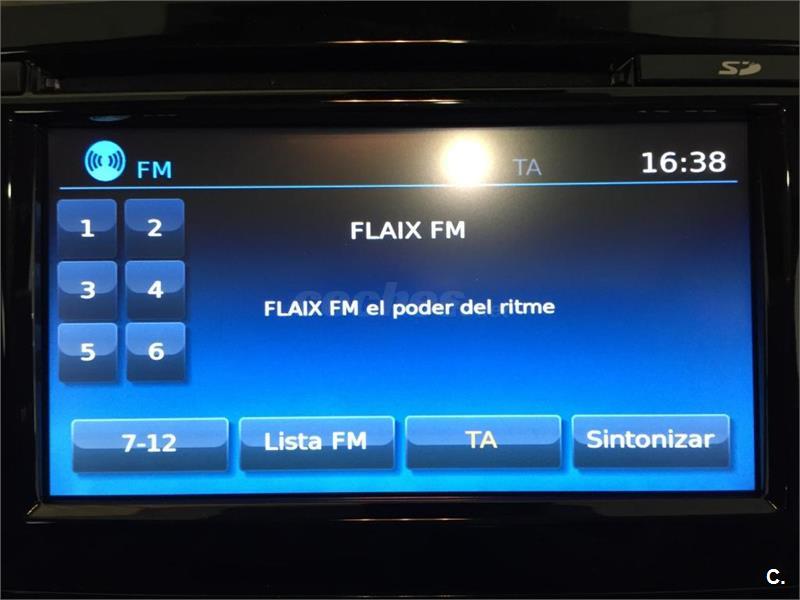 SD
FM TA 16:38
1 2
FLAIX FM
3 4
FLAIX FM el poder del ritme
5 6
7-12 Lista FM TA Sintonizar
C.